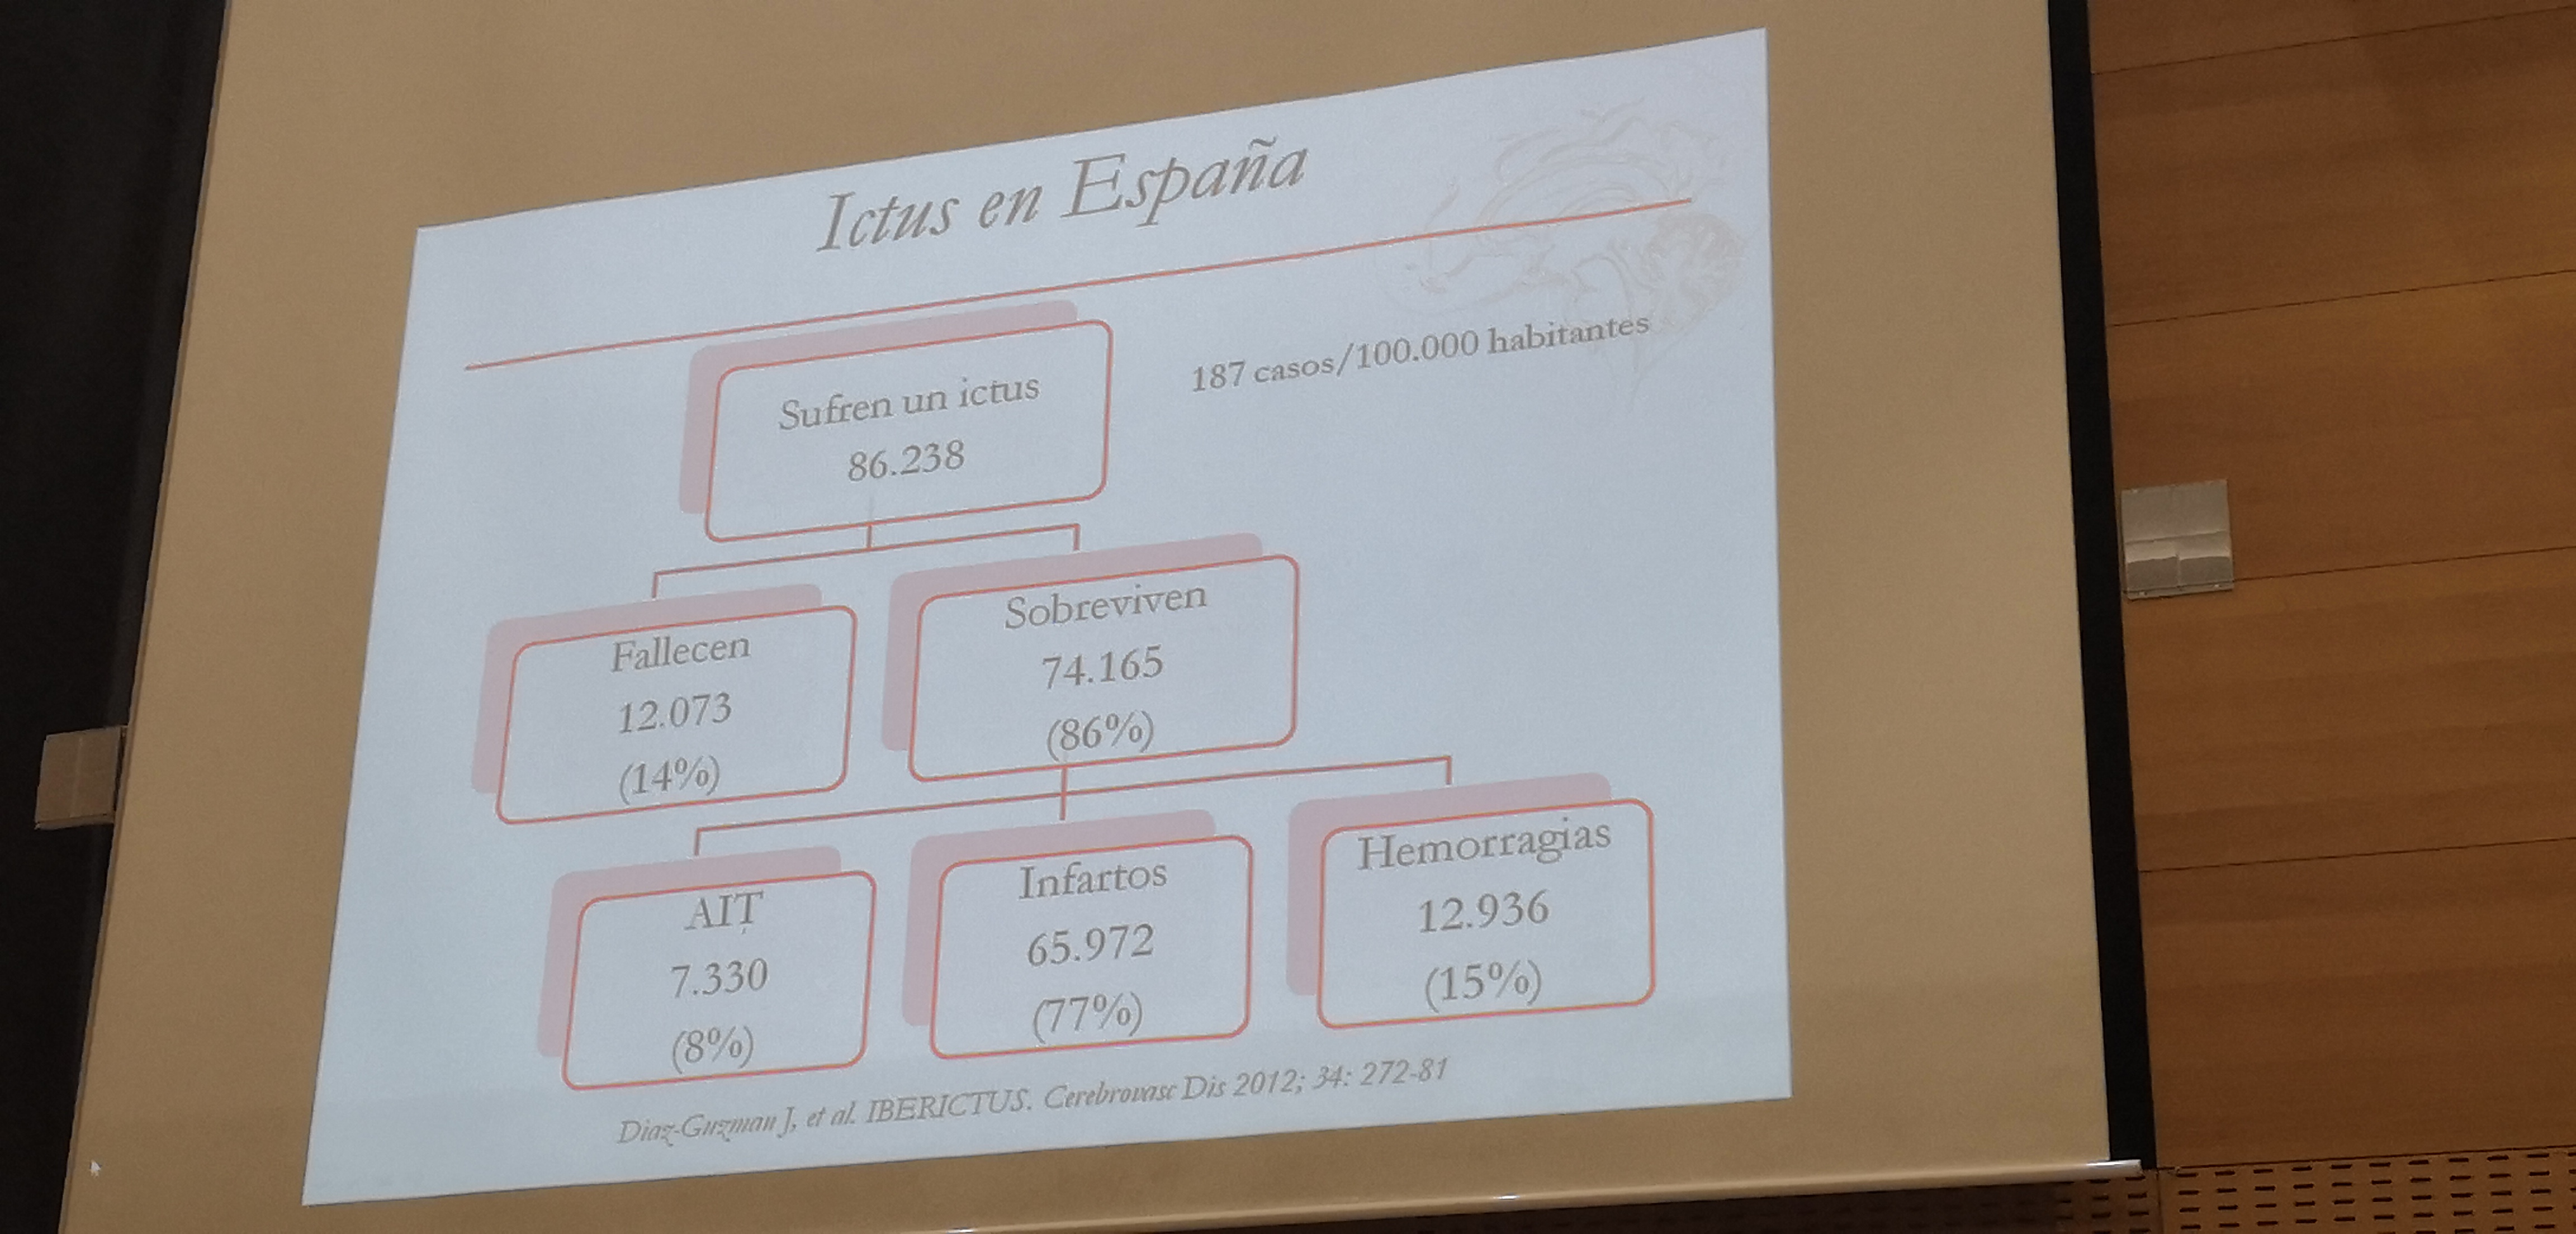 Ictus en España
187 casos/100.000 habitantes
Sufren un ictus
86.238
Fallecen
12.073
(14%)
Sobreviven
74.165
(86%)
AIT
7.330
(8%)
Infartos
65.972
(77%)
Hemorragias
12.936
(15%)
Diaz-Guzman J, et al. IBERICTUS. Cerebrovasc Dis 2012; 34: 272-81